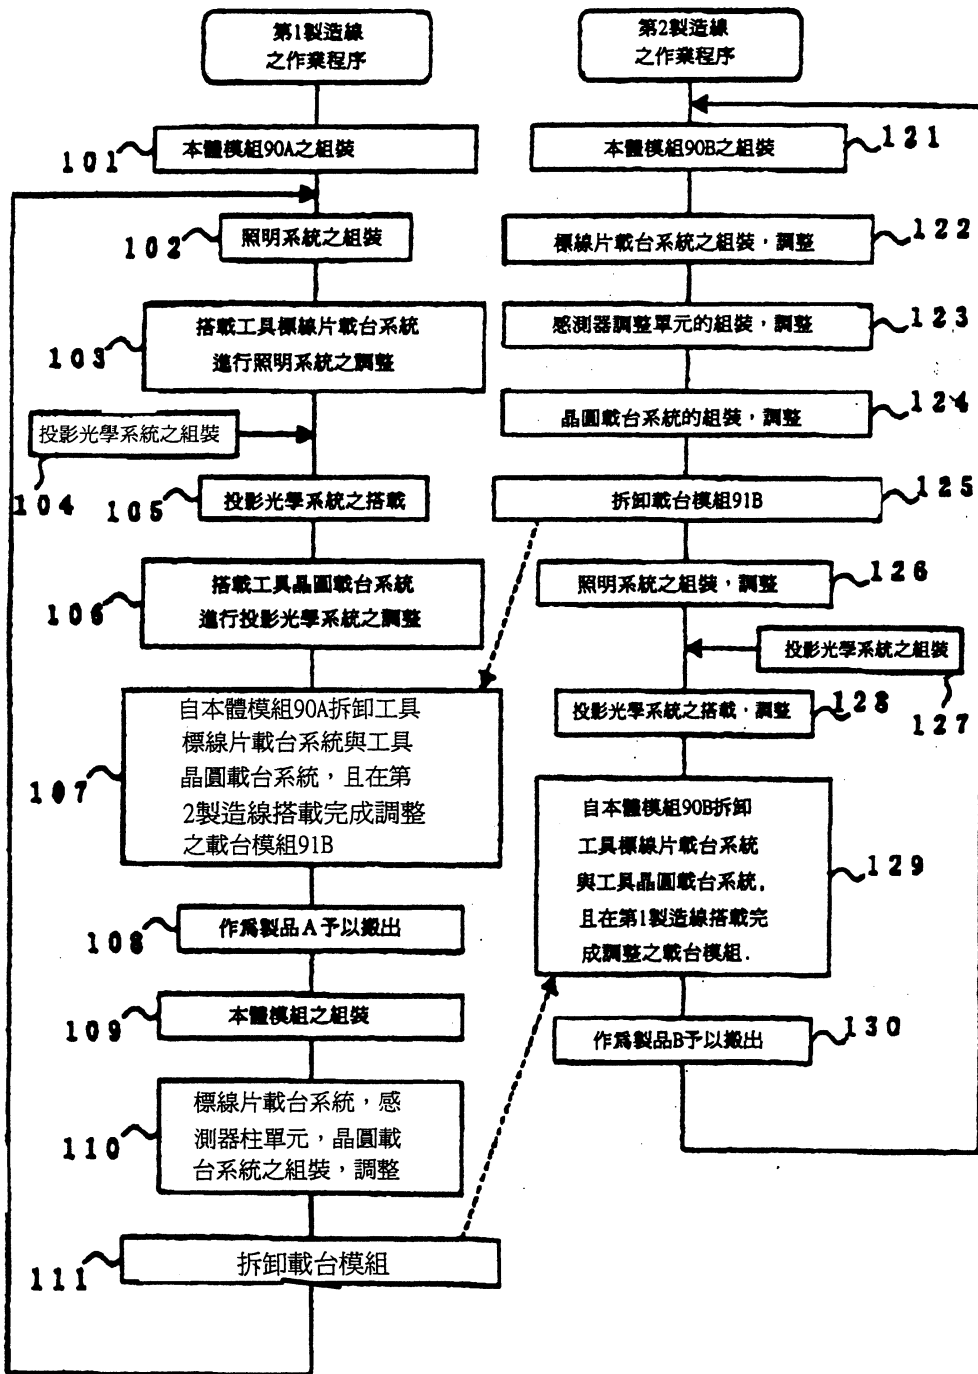 第1製造線
之作業程序
101
本體模組90A之組裝
102
照明系統之組裝
103
搭載工具標線片載台系統
進行照明系統之調整
投影光學系統之組裝
104
105
投影光學系統之搭載
106
搭載工具晶圓載台系統
進行投影光學系統之調整
107
自本體模組90A拆卸工具
標線片載台系統與工具
晶圓載台系統，且在第
2製造線搭載完成調整
之載台模組91B
108
作爲製品A予以搬出
109
本體模組之組裝
110
標線片載台系統，感
測器柱單元，晶圓載
台系統之組裝，調整
111
拆卸載台模組
第2製造線
之作業程序
本體模組90B之組裝
121
標線片載台系統之組裝，調整
122
感測器調整單元的組裝，調整
123
晶圓載台系統的組裝，調整
124
拆卸載台模組91B
125
照明系統之組裝，調整
126
投影光學系統之組裝
127
投影光學系統之搭載，調整
128
自本體模組90B拆卸
工具標線片載台系統
與工具晶圓載台系統，
且在第1製造線搭載完
成調整之載台模組．
129
作爲製品B予以搬出
130